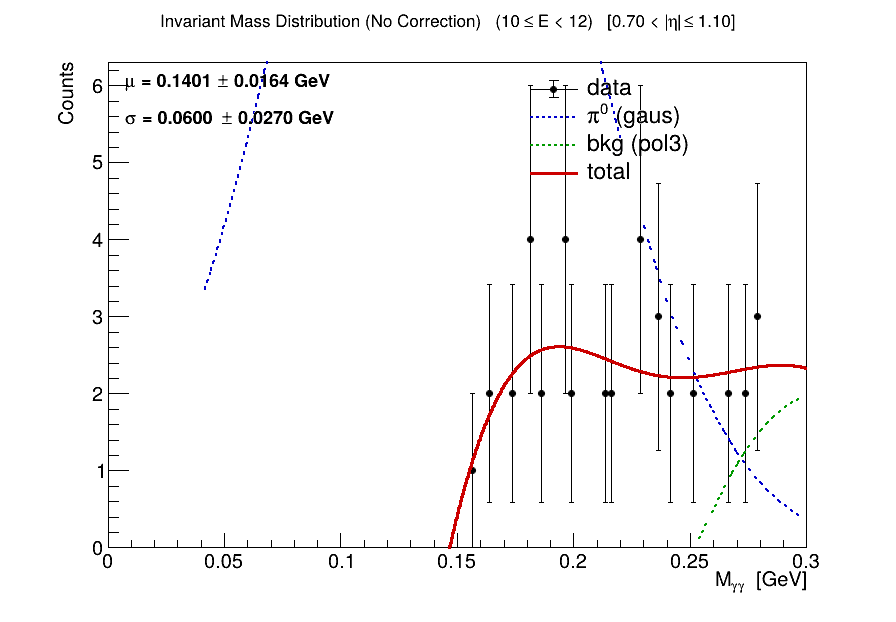 Invariant Mass Distribution (No Correction) (10 ≤ E < 12) [0.70 < |η| ≤ 1.10]
Counts
μ = 0.1401 ± 0.0164 GeV
σ = 0.0600 ± 0.0270 GeV
data
π⁰ (gaus)
bkg (pol3)
total
6
5
4
3
2
1
0
0 0.05 0.1 0.15 0.2 0.25 0.3
Mγγ [GeV]